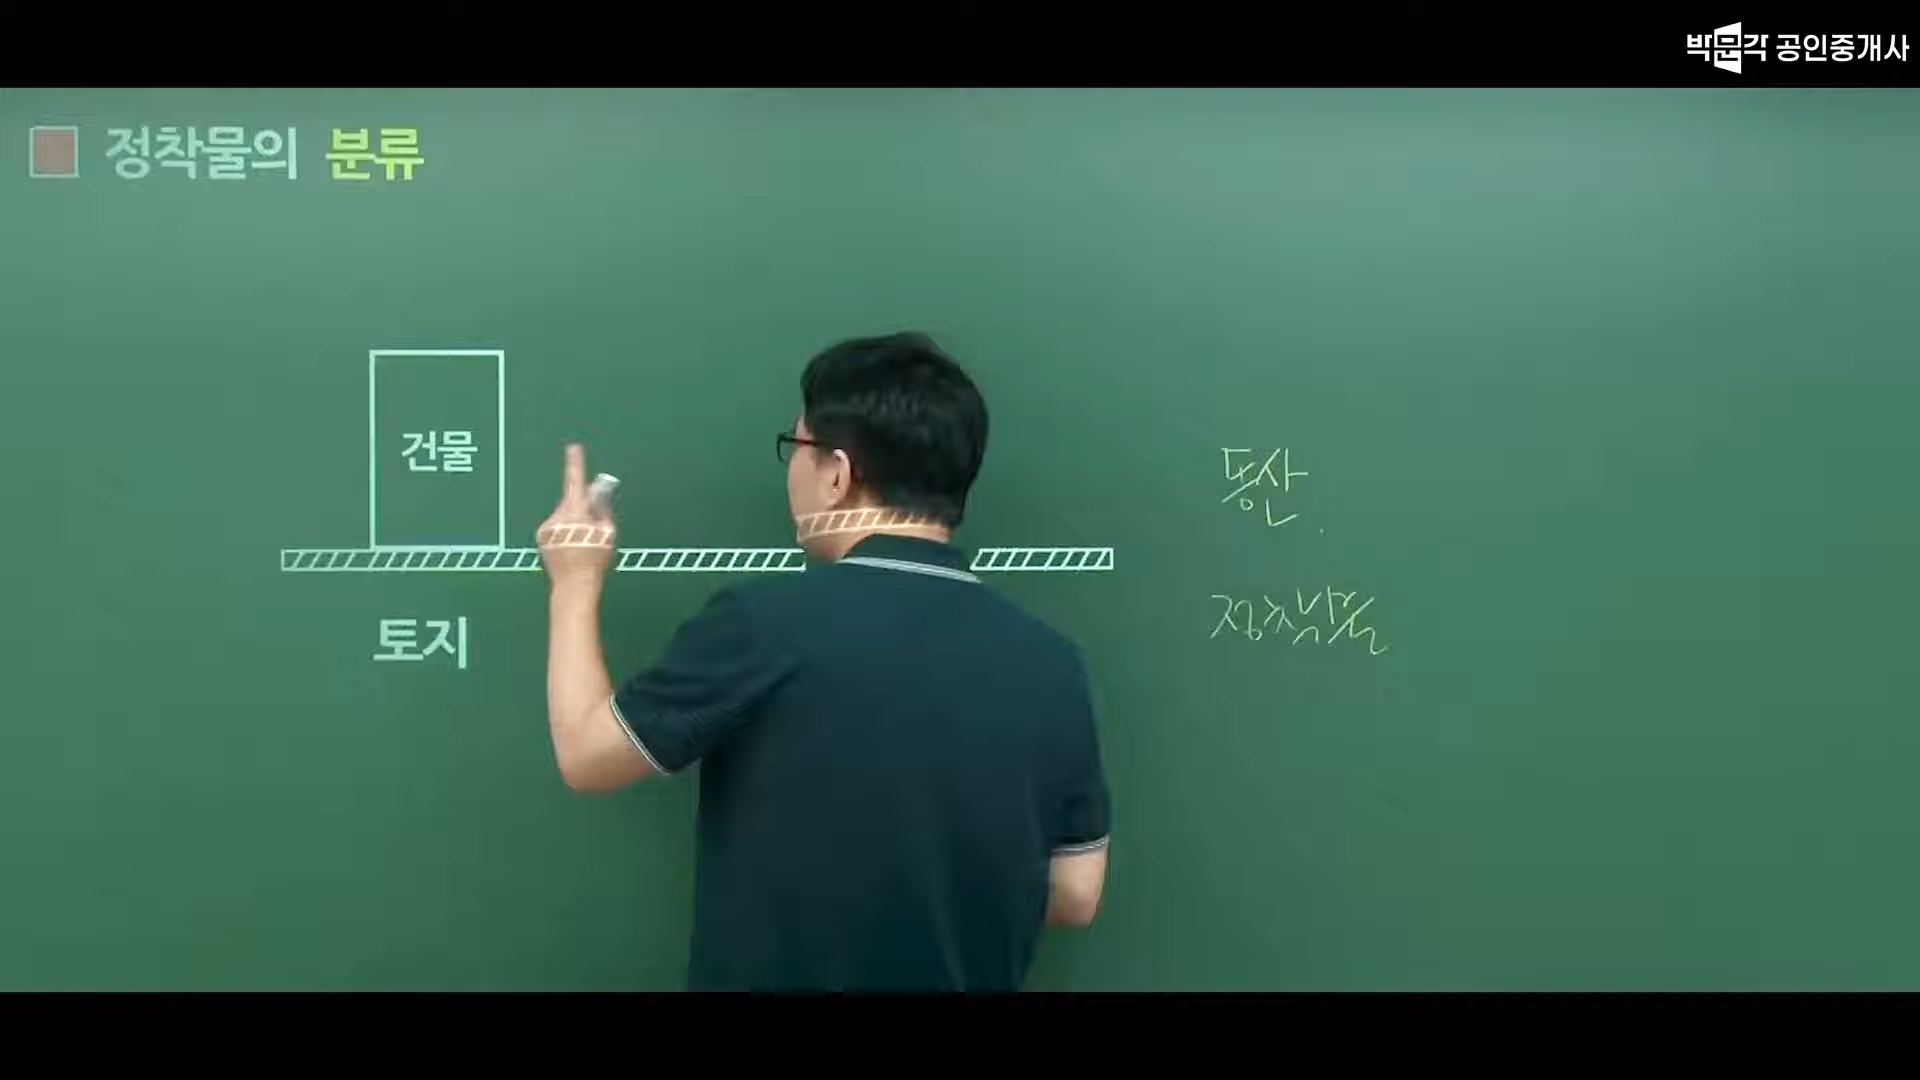 박문각 공인중개사
정착물의 분류
건물
동산
정착물
토지